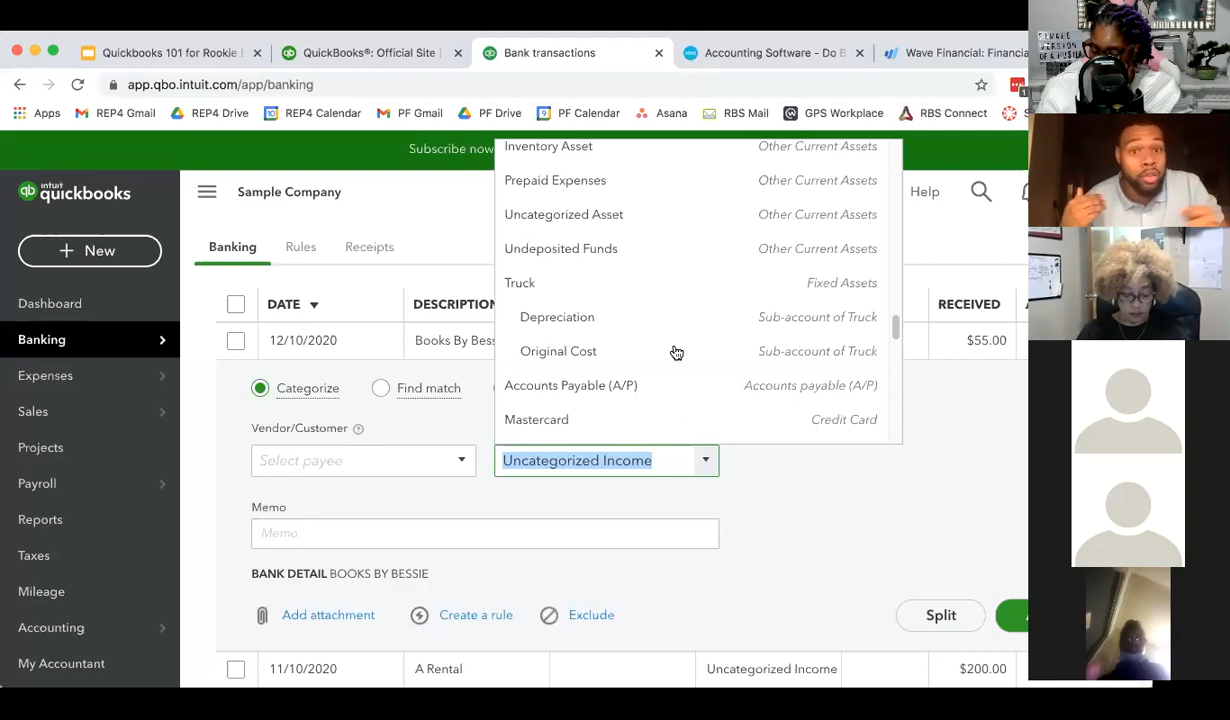 Quickbooks 101 for Rookie
QuickBooks®: Official Site |
Bank transactions
Accounting Software – Do B
Wave Financial: Financi
app.qbo.intuit.com/app/banking
1
Apps
REP4 Gmail
REP4 Drive
REP4 Calendar
PF Gmail
PF Drive
PF Calendar
Asana
RBS Mail
GPS Workplace
RBS Connect
S
Subscribe now
intuit
quickbooks
Sample Company
Help
+ New
Banking
Rules
Receipts
Dashboard
Banking
Expenses
Sales
Projects
Payroll
Reports
Taxes
Mileage
Accounting
My Accountant
DATE
DESCRIPTION
RECEIVED
12/10/2020
Books By Bess
$55.00
Inventory Asset Other Current Assets
Prepaid Expenses Other Current Assets
Uncategorized Asset Other Current Assets
Undeposited Funds Other Current Assets
Truck Fixed Assets
Depreciation Sub-account of Truck
Original Cost Sub-account of Truck
Accounts Payable (A/P) Accounts payable (A/P)
Mastercard Credit Card
Categorize
Find match
Vendor/Customer ?
Select payee
Uncategorized Income
Memo
Memo
BANK DETAIL BOOKS BY BESSIE
Add attachment
Create a rule
Exclude
Split
11/10/2020
A Rental
Uncategorized Income
$200.00